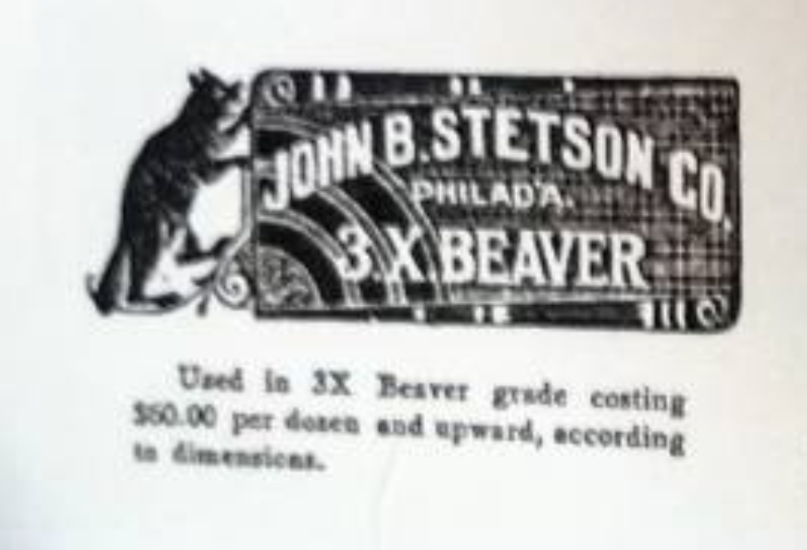 JOHN B. STETSON CO.
PHILAD'A.
3.X.BEAVER
Used in 3X Beaver grade costing
$60.00 per dozen and upward, according
to dimensions.